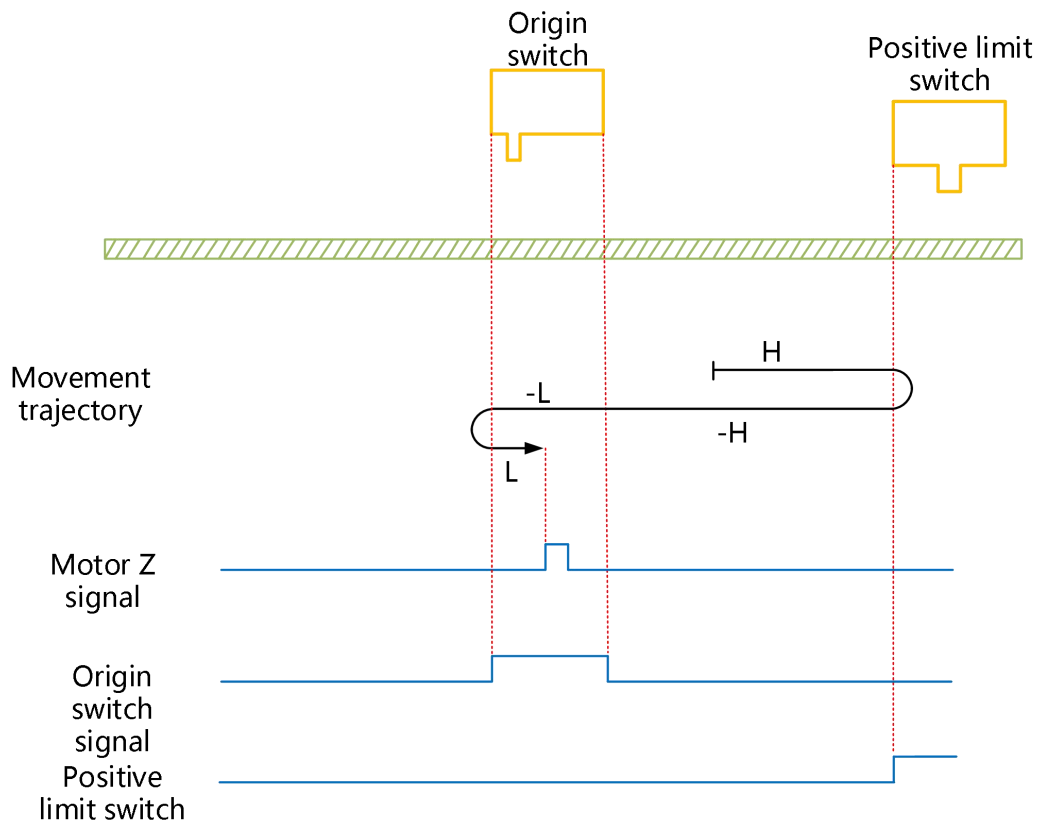 Origin
switch
Positive limit
switch
Movement
trajectory
H
-L
-H
L
Motor Z
signal
Origin
switch
signal
Positive
limit switch